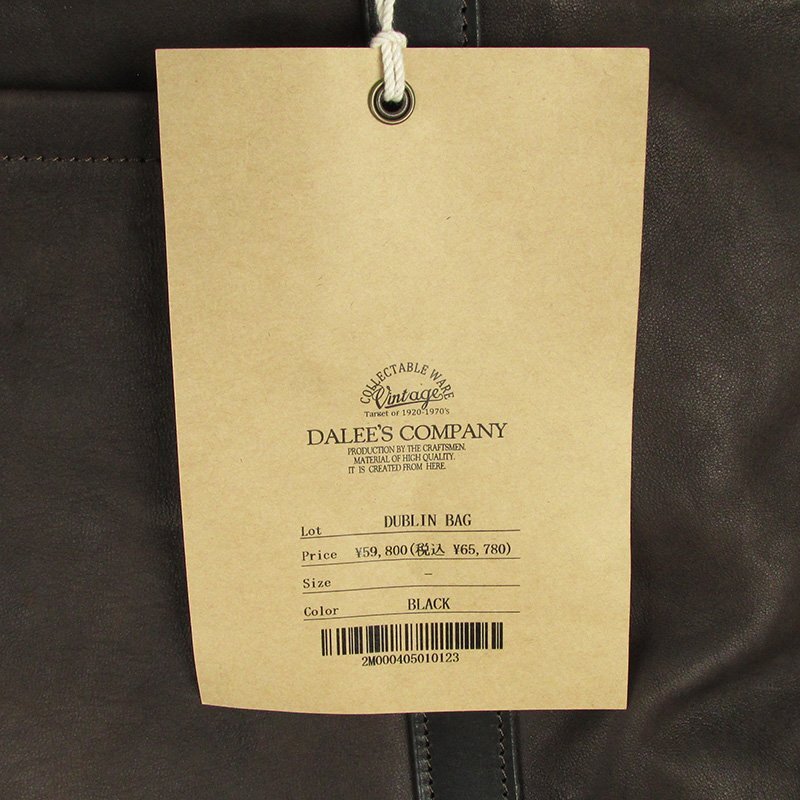 COLLECTABLE WARE
Vintage
Target of 1920-1970's
DALEE'S COMPANY
PRODUCTION BY THE CRAFTSMEN.
MATERIAL OF HIGH QUALITY.
IT IS CREATED FROM HERE.
Lot DUBLIN BAG
Price ¥59,800(税込 ¥65,780)
Size –
Color BLACK
2M000405010123